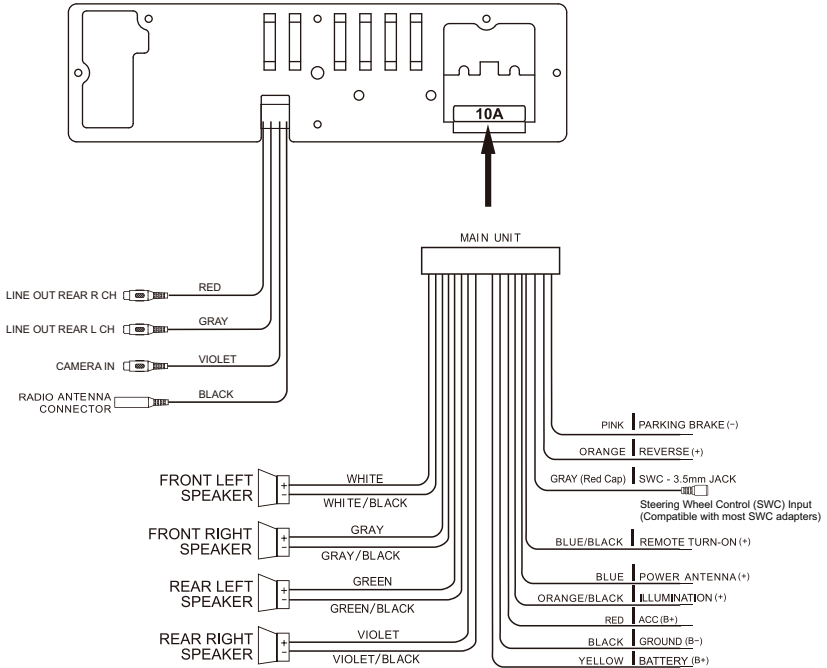 10A
MAIN UNIT
LINE OUT REAR R CH
RED
LINE OUT REAR L CH
GRAY
CAMERA IN
VIOLET
RADIO ANTENNA
CONNECTOR
BLACK
FRONT LEFT
SPEAKER
+
−
WHITE
WHITE/BLACK
FRONT RIGHT
SPEAKER
+
−
GRAY
GRAY/BLACK
REAR LEFT
SPEAKER
+
−
GREEN
GREEN/BLACK
REAR RIGHT
SPEAKER
+
−
VIOLET
VIOLET/BLACK
PINK PARKING BRAKE (−)
ORANGE REVERSE (+)
GRAY (Red Cap) SWC - 3.5mm JACK
Steering Wheel Control (SWC) Input
(Compatible with most SWC adapters)
BLUE/BLACK REMOTE TURN-ON (+)
BLUE POWER ANTENNA (+)
ORANGE/BLACK ILLUMINATION (+)
RED ACC (B+)
BLACK GROUND (B−)
YELLOW BATTERY (B+)